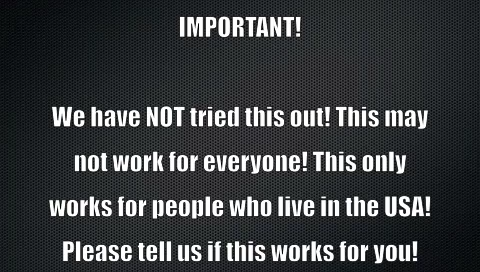 IMPORTANT!
We have NOT tried this out! This may
not work for everyone! This only
works for people who live in the USA!
Please tell us if this works for you!